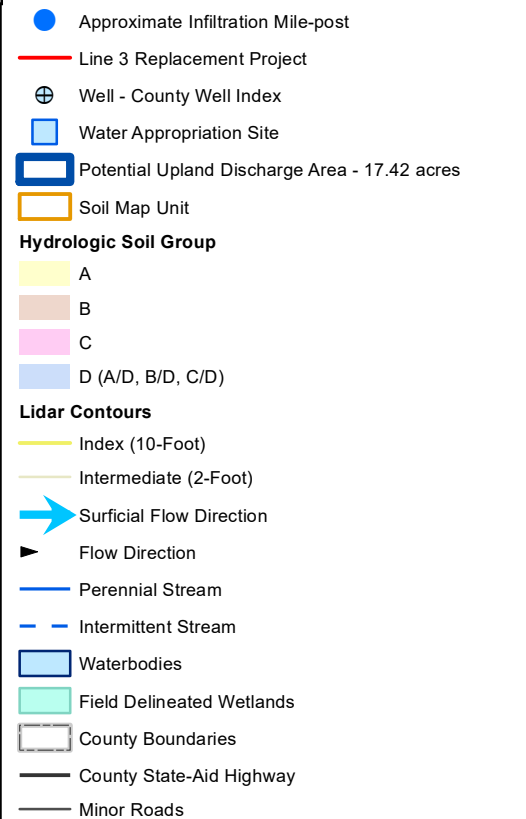 Approximate Infiltration Mile-post
Line 3 Replacement Project
Well - County Well Index
Water Appropriation Site
Potential Upland Discharge Area - 17.42 acres
Soil Map Unit
Hydrologic Soil Group
A
B
C
D (A/D, B/D, C/D)
Lidar Contours
Index (10-Foot)
Intermediate (2-Foot)
Surficial Flow Direction
Flow Direction
Perennial Stream
Intermittent Stream
Waterbodies
Field Delineated Wetlands
County Boundaries
County State-Aid Highway
Minor Roads